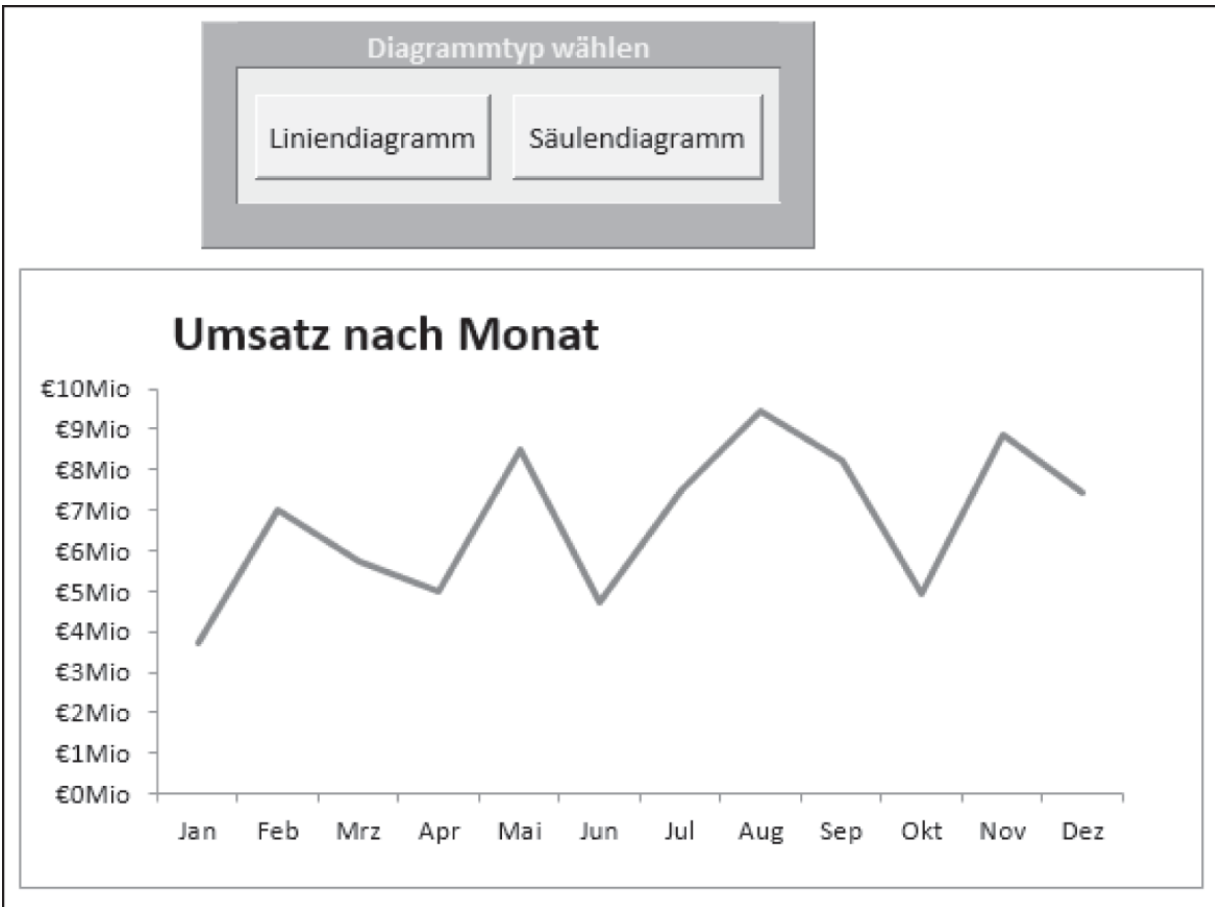 Diagrammtyp wählen
Liniendiagramm Säulendiagramm
Umsatz nach Monat
€10Mio
€9Mio
€8Mio
€7Mio
€6Mio
€5Mio
€4Mio
€3Mio
€2Mio
€1Mio
€0Mio
Jan Feb Mrz Apr Mai Jun Jul Aug Sep Okt Nov Dez